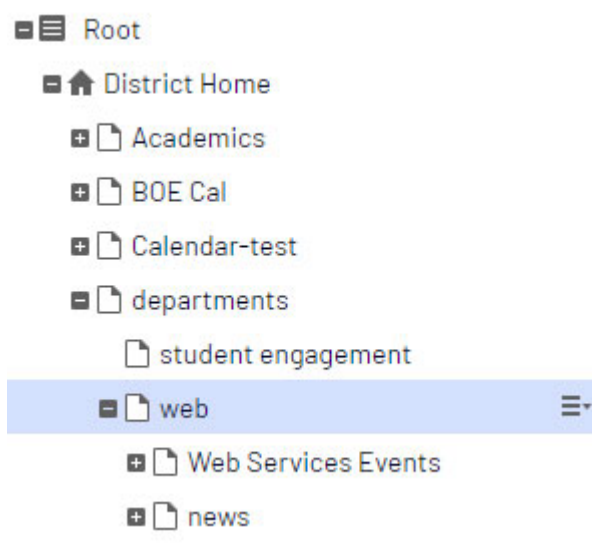 Root
District Home
Academics
BOE Cal
Calendar-test
departments
student engagement
web
Web Services Events
news